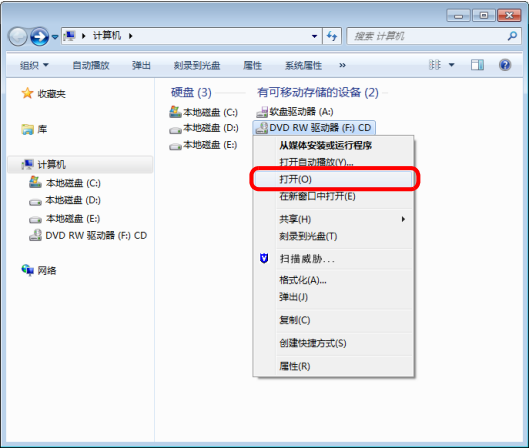 计算机
搜索 计算机
组织 自动播放 弹出 刻录到光盘 属性 系统属性 »
收藏夹
库
计算机
本地磁盘 (C:)
本地磁盘 (D:)
本地磁盘 (E:)
DVD RW 驱动器 (F:) CD
网络
硬盘 (3)
本地磁盘 (C:)
本地磁盘 (D:)
本地磁盘 (E:)
有可移动存储的设备 (2)
软盘驱动器 (A:)
DVD RW 驱动器 (F:) CD
从媒体安装或运行程序
打开自动播放(Y)...
打开(O)
在新窗口中打开(E)
共享(H)
刻录到光盘(T)
扫描威胁...
格式化(A)...
弹出(J)
复制(C)
创建快捷方式(S)
属性(R)